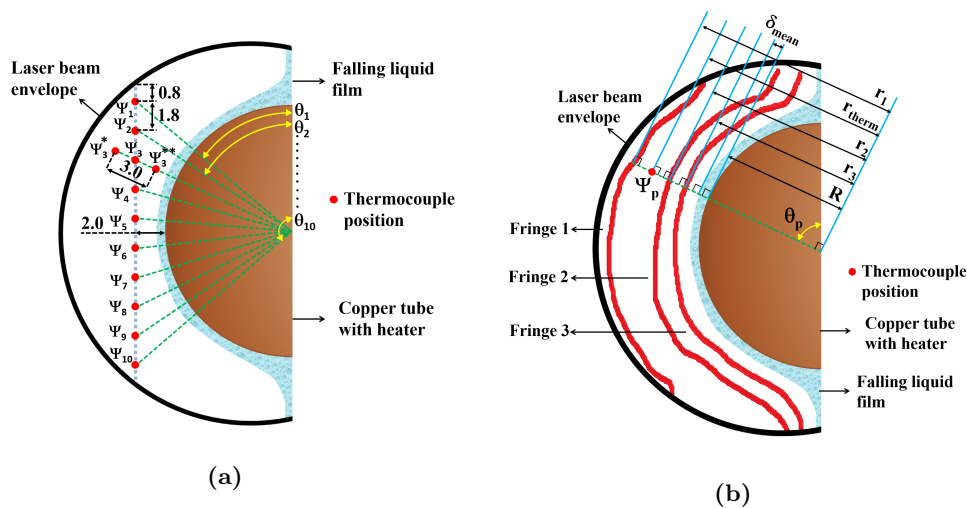 Laser beam
envelope
0.8
1.8
Ψ1
Ψ2
Ψ3*
Ψ3
Ψ3**
3.0
Ψ4
2.0
Ψ5
Ψ6
Ψ7
Ψ8
Ψ9
Ψ10
θ1
θ2
θ10
Falling liquid
film
Thermocouple
position
Copper tube
with heater
(a)
δmean
r1
rtherm
r2
r3
R
Laser beam
envelope
Ψp
θp
Fringe 1
Fringe 2
Fringe 3
Thermocouple
position
Copper tube
with heater
Falling liquid
film
(b)